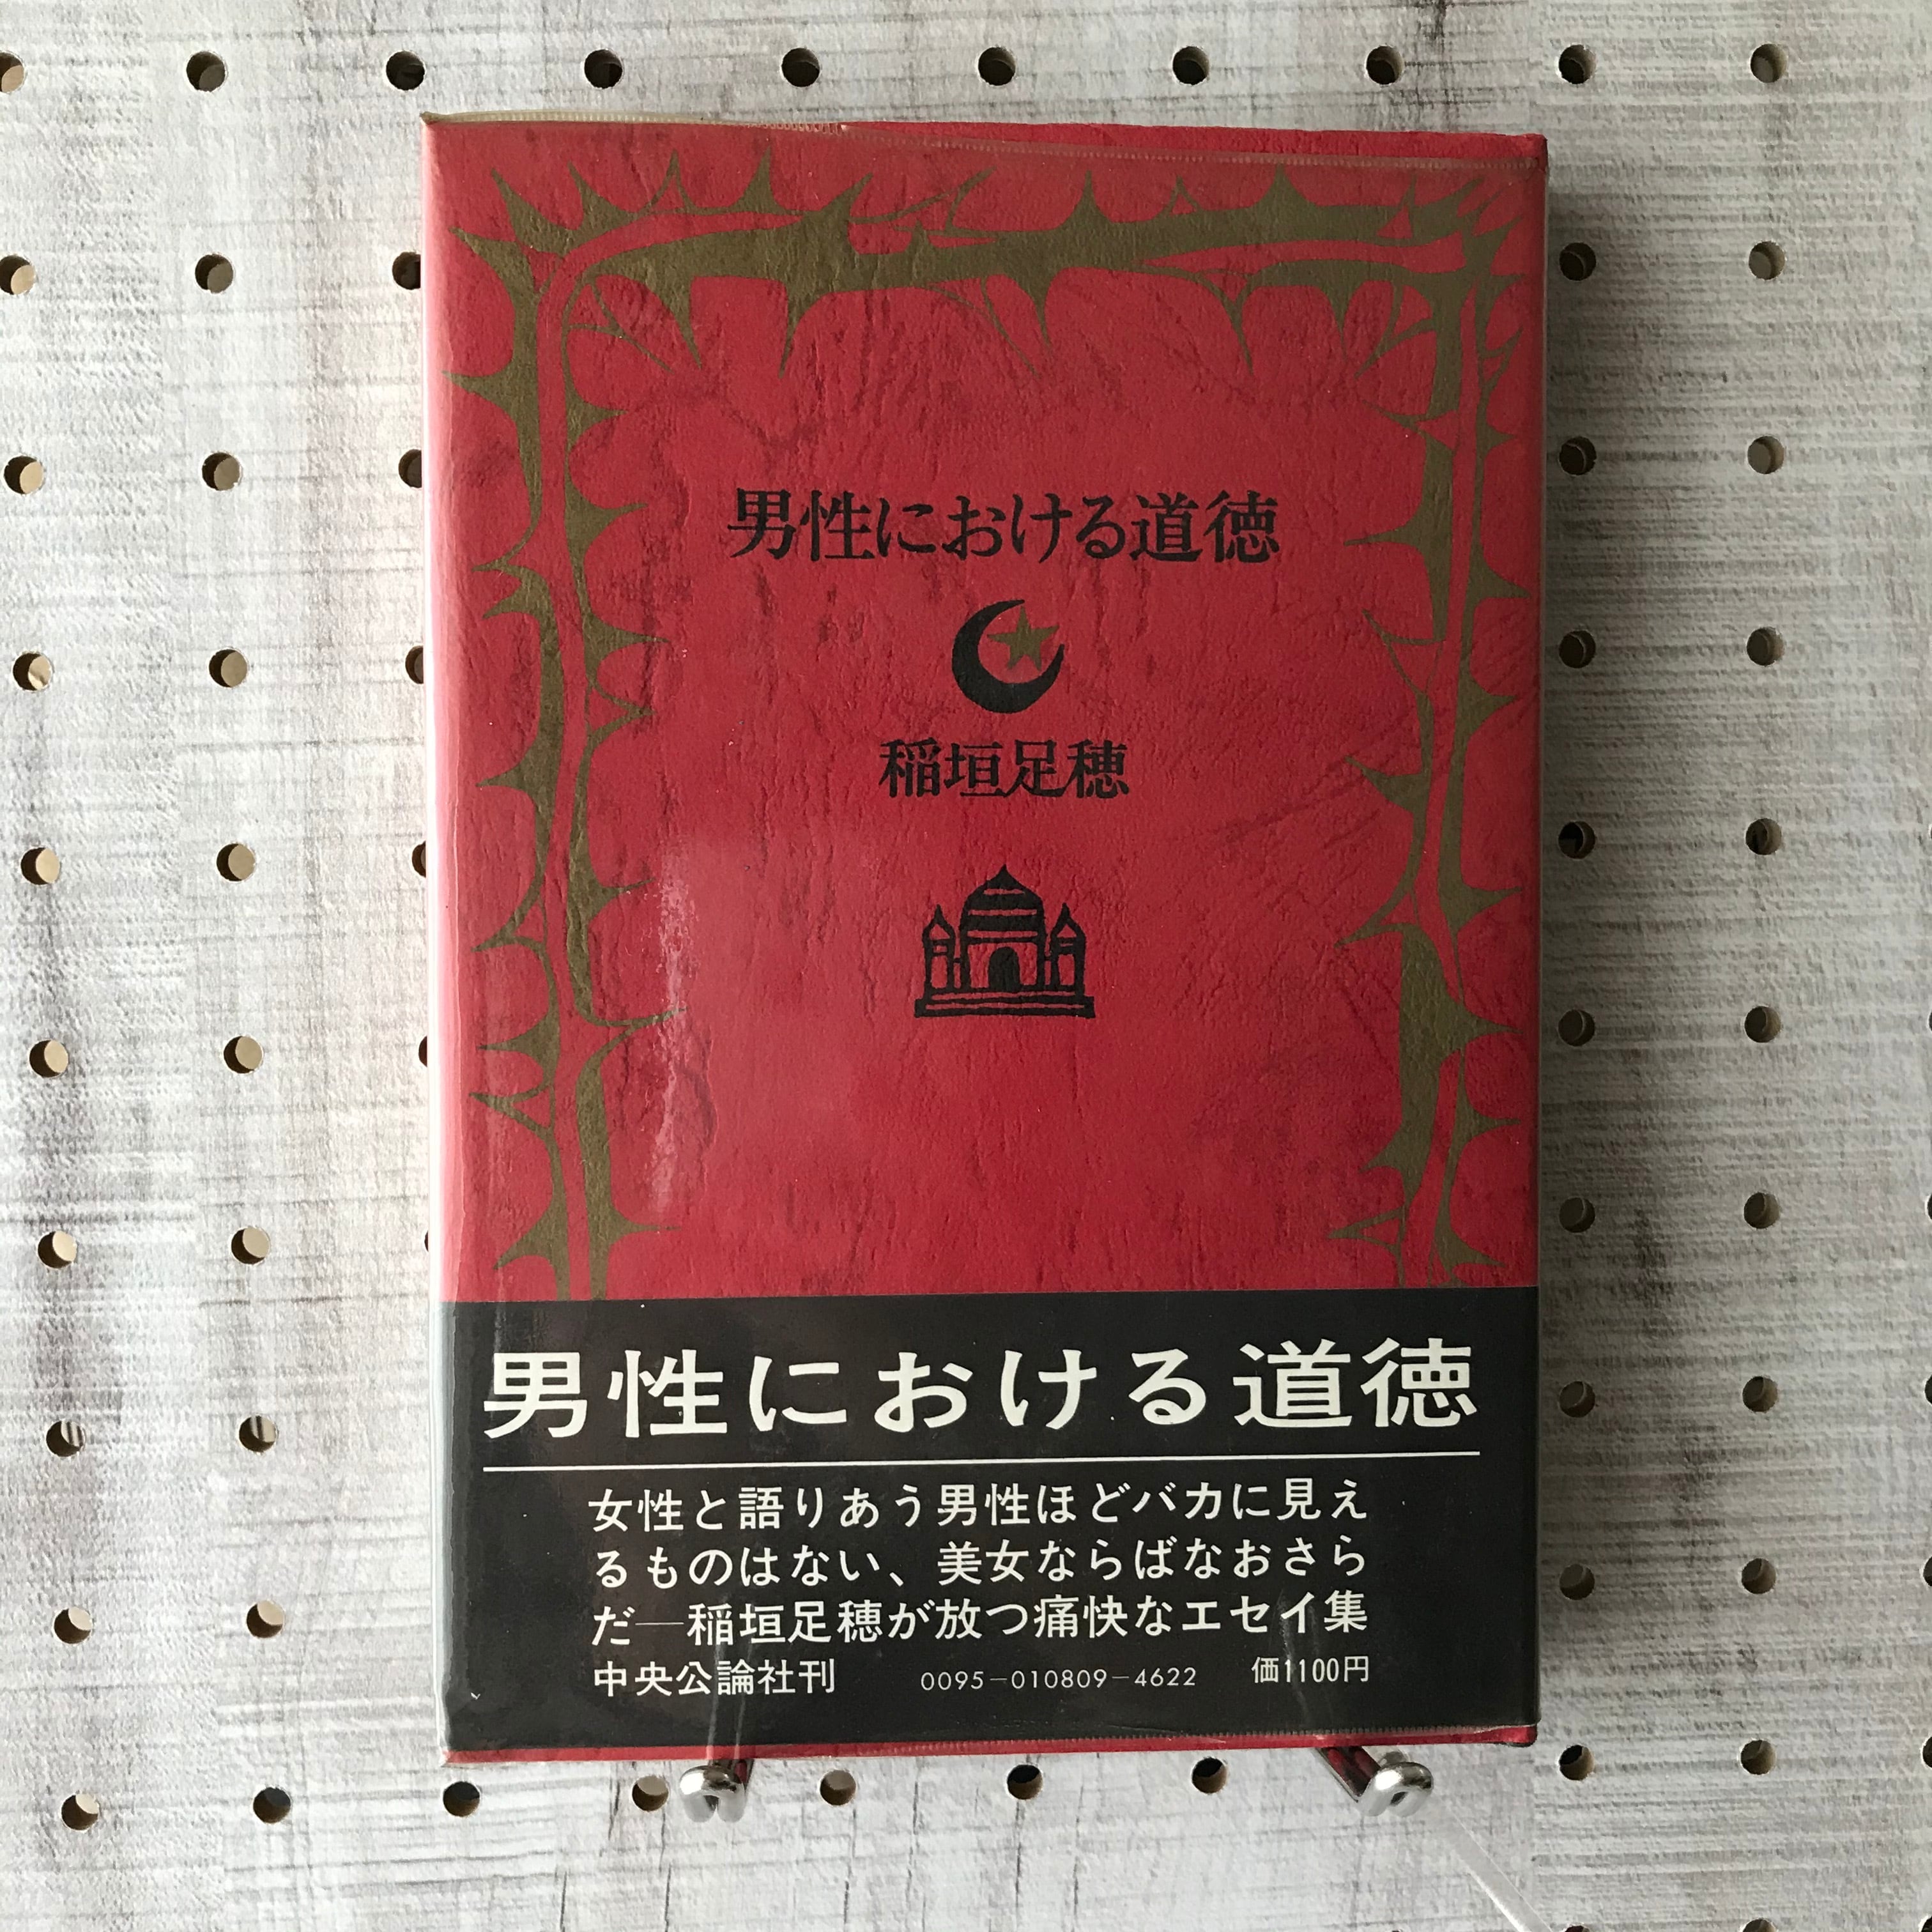 男性における道徳
稲垣足穂
男性における道徳
女性と語りあう男性ほどバカに見え
るものはない、美女ならばなおさら
だ―稲垣足穂が放つ痛快なエセイ集
中央公論社刊 0095-010809-4622 価1100円